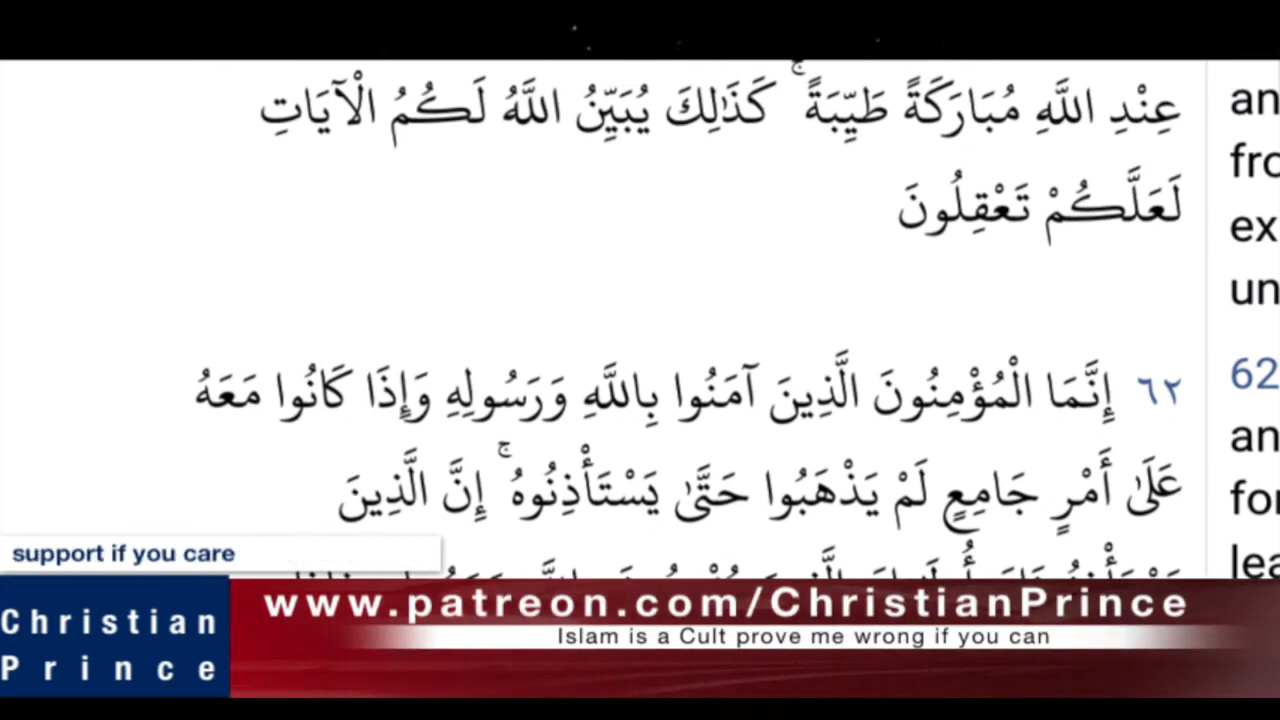 عِنْدِ اللَّهِ مُبَارَكَةً طَيِّبَةً ۚ كَذَٰلِكَ يُبَيِّنُ اللَّهُ لَكُمُ الْآيَاتِ
لَعَلَّكُمْ تَعْقِلُونَ
٦٢ إِنَّمَا الْمُؤْمِنُونَ الَّذِينَ آمَنُوا بِاللَّهِ وَرَسُولِهِ وَإِذَا كَانُوا مَعَهُ
عَلَىٰ أَمْرٍ جَامِعٍ لَمْ يَذْهَبُوا حَتَّىٰ يَسْتَأْذِنُوهُ ۚ إِنَّ الَّذِينَ
an
fro
ex
un
62
an
for
lea
support if you care
Christian
Prince
www.patreon.com/ChristianPrince
Islam is a Cult prove me wrong if you can